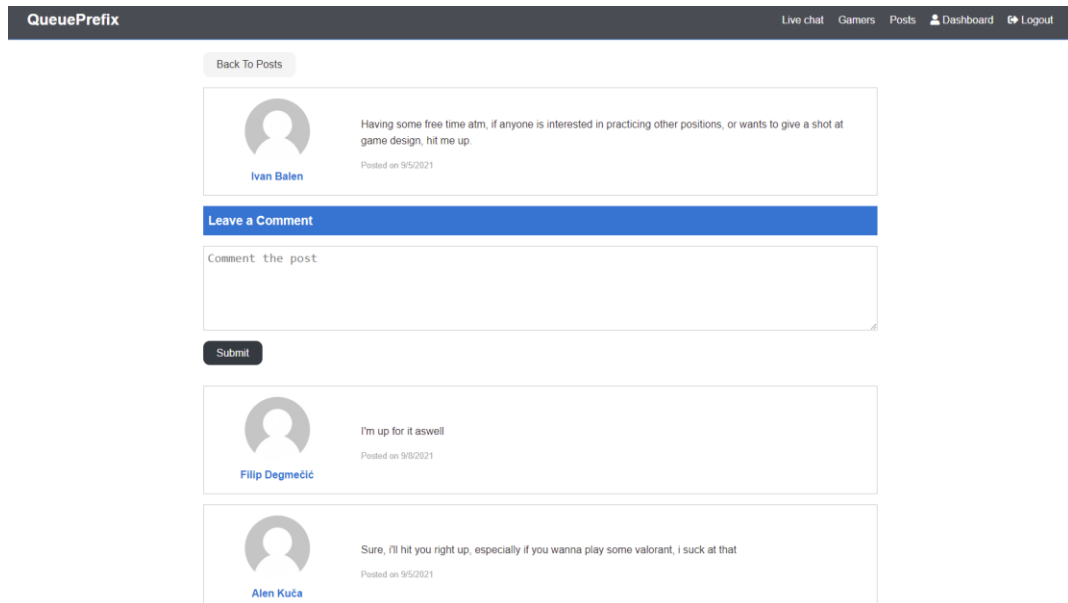 QueuePrefix
Live chat Gamers Posts Dashboard Logout
Back To Posts
Having some free time atm, if anyone is interested in practicing other positions, or wants to give a shot at
game design, hit me up.
Posted on 9/5/2021
Ivan Balen
Leave a Comment
Comment the post
Submit
I'm up for it aswell
Posted on 9/8/2021
Filip Degmečić
Sure, i'll hit you right up, especially if you wanna play some valorant, i suck at that
Posted on 9/5/2021
Alen Kuča